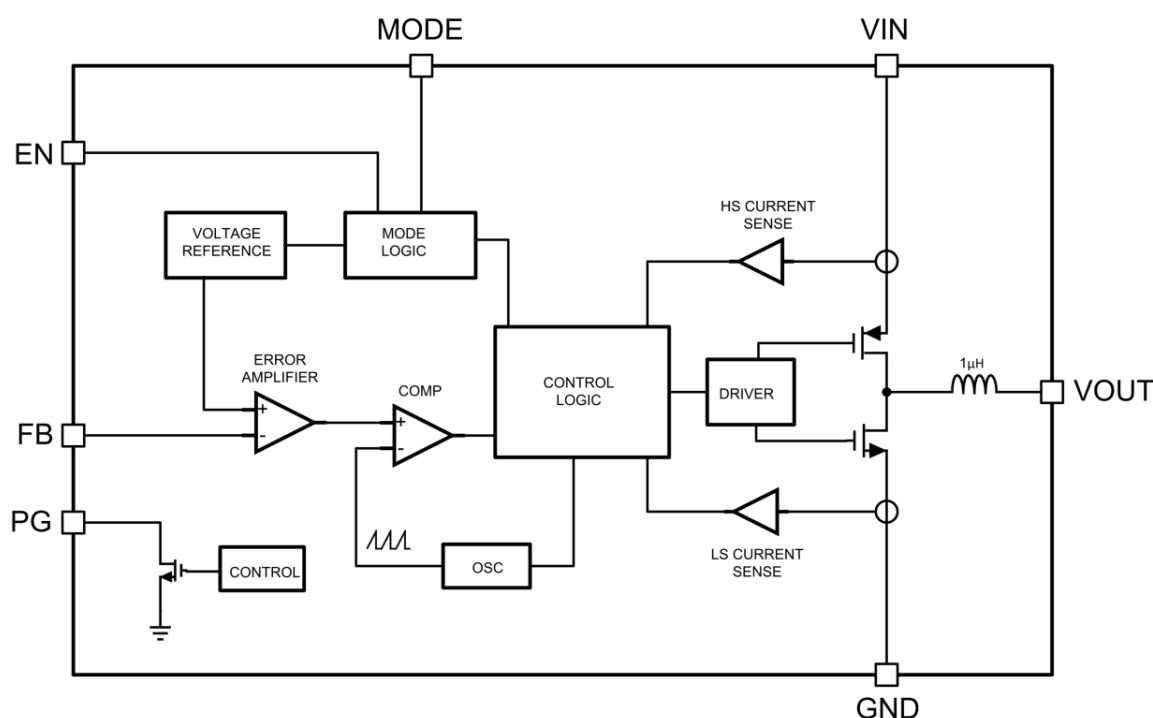 MODE
VIN
EN
HS CURRENT
SENSE
VOLTAGE
REFERENCE
MODE
LOGIC
ERROR
AMPLIFIER
COMP
CONTROL
LOGIC
DRIVER
1μH
VOUT
+
-
+
-
FB
PG
CONTROL
OSC
LS CURRENT
SENSE
GND